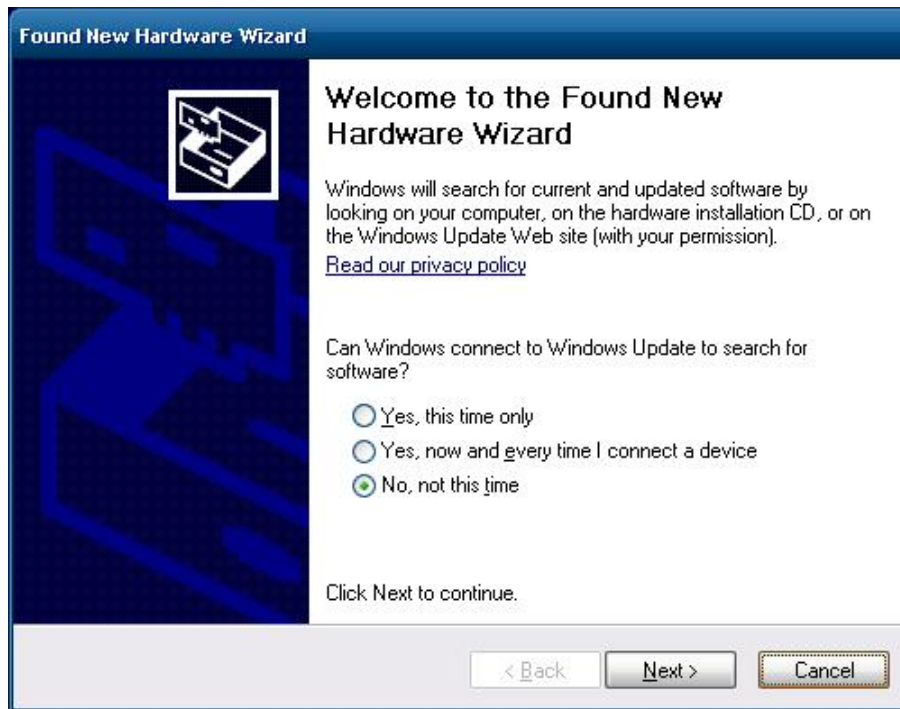 Found New Hardware Wizard
Welcome to the Found New
Hardware Wizard
Windows will search for current and updated software by
looking on your computer, on the hardware installation CD, or on
the Windows Update Web site (with your permission).
Read our privacy policy
Can Windows connect to Windows Update to search for
software?
Yes, this time only
Yes, now and every time I connect a device
No, not this time
Click Next to continue.
< Back
Next >
Cancel